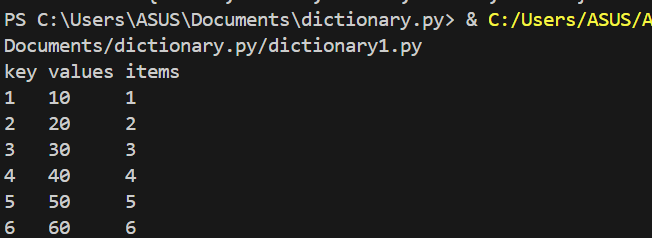 PS C:\Users\ASUS\Documents\dictionary.py> & C:/Users/ASUS/A
Documents/dictionary.py/dictionary1.py
key values items
1 10 1
2 20 2
3 30 3
4 40 4
5 50 5
6 60 6